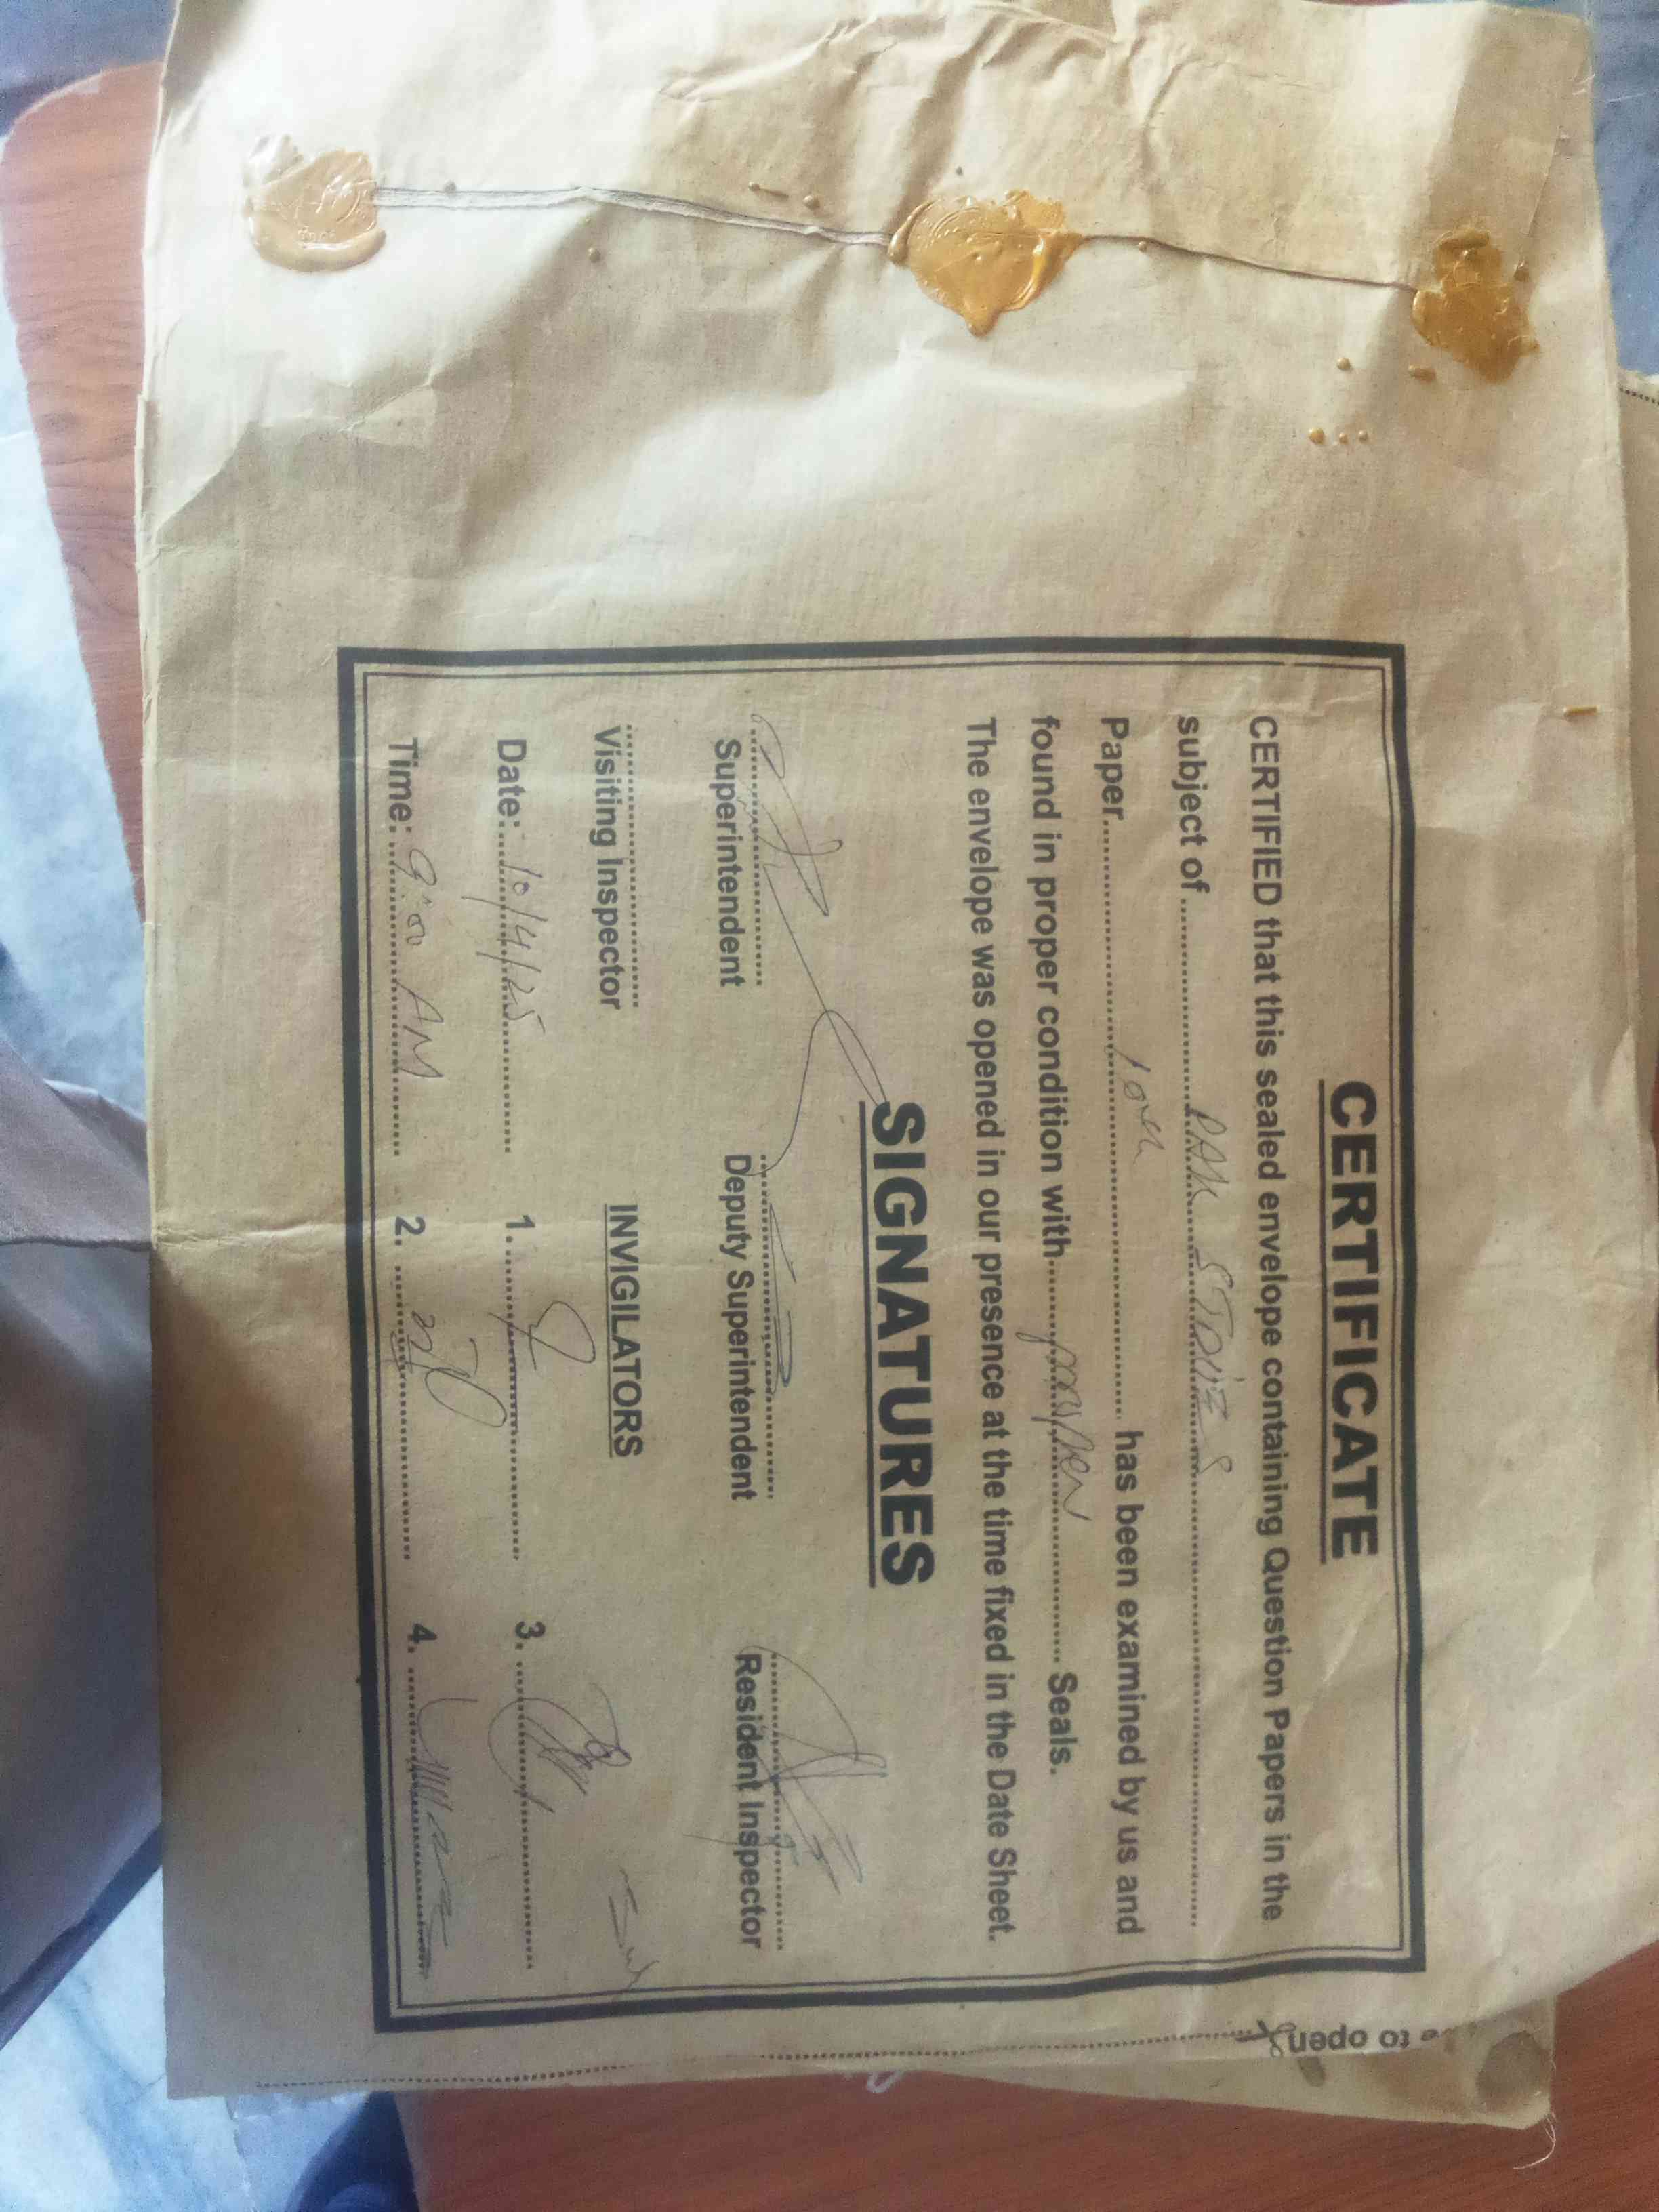 CERTIFICATE
CERTIFIED that this sealed envelope containing Question Papers in the
subject of PAK STDIES
Paper 10th has been examined by us and
found in proper condition with proper Seals.
The envelope was opened in our presence at the time fixed in the Date Sheet.
SIGNATURES
Superintendent Deputy Superintendent Resident Inspector
Visiting Inspector INVIGILATORS
Date: 10/4/25 1. 3.
Time: 9:00 AM 2. 4.
to open